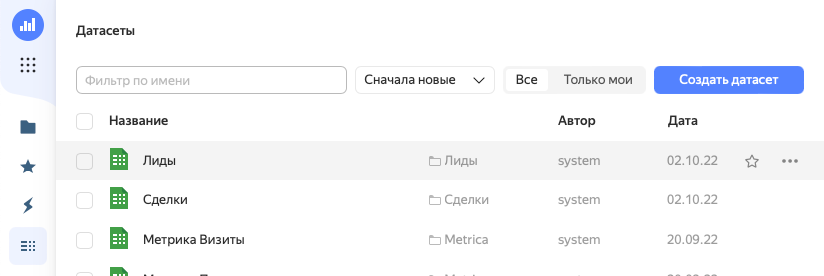 Датасеты
Фильтр по имени Сначала новые Все Только мои Создать датасет
Название Автор Дата
Лиды Лиды system 02.10.22
Сделки Сделки system 02.10.22
Метрика Визиты Metrica system 20.09.22